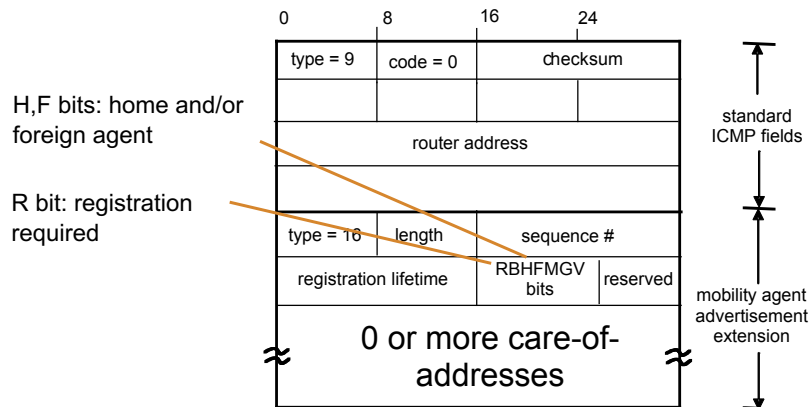 0 8 16 24
type = 9 code = 0 checksum
H,F bits: home and/or
foreign agent
standard
ICMP fields
router address
R bit: registration
required
type = 16 length sequence #
registration lifetime RBHFMGV
bits reserved
mobility agent
advertisement
extension
0 or more care-of-
addresses